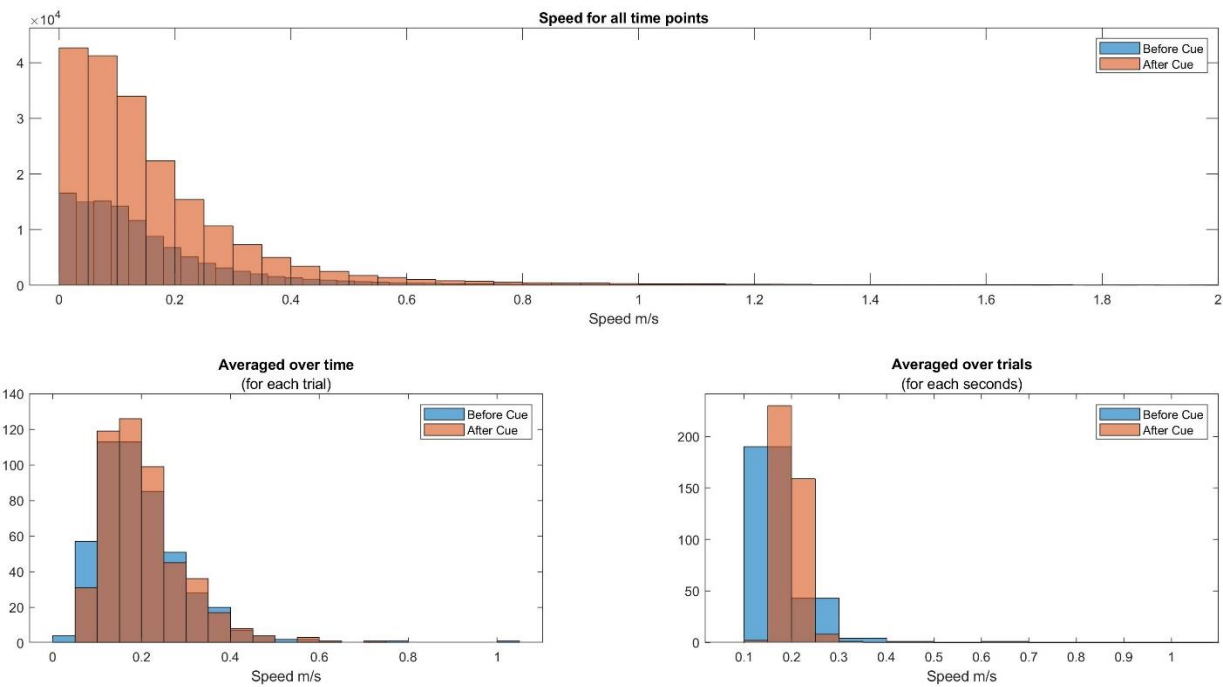 Speed for all time points
×10⁴
4
3
2
1
0
Before Cue
After Cue
0 0.2 0.4 0.6 0.8 1 1.2 1.4 1.6 1.8 2
Speed m/s
Averaged over time
(for each trial)
140
120
100
80
60
40
20
0
Before Cue
After Cue
0 0.2 0.4 0.6 0.8 1
Speed m/s
Averaged over trials
(for each seconds)
200
150
100
50
0
Before Cue
After Cue
0.1 0.2 0.3 0.4 0.5 0.6 0.7 0.8 0.9 1
Speed m/s